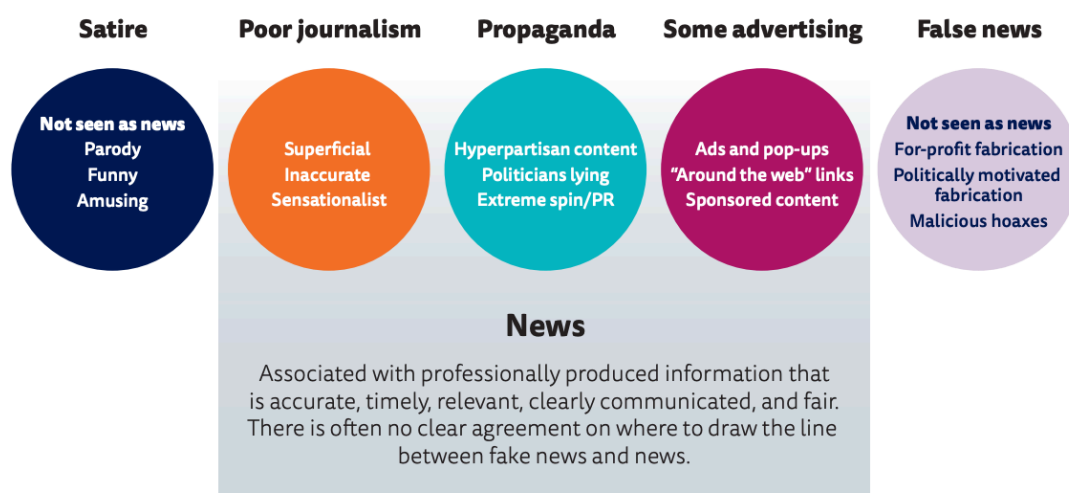 Satire
Poor journalism
Propaganda
Some advertising
False news
Not seen as news
Parody
Funny
Amusing
Superficial
Inaccurate
Sensationalist
Hyperpartisan content
Politicians lying
Extreme spin/PR
Ads and pop-ups
“Around the web” links
Sponsored content
Not seen as news
For-profit fabrication
Politically motivated
fabrication
Malicious hoaxes
News
Associated with professionally produced information that
is accurate, timely, relevant, clearly communicated, and fair.
There is often no clear agreement on where to draw the line
between fake news and news.